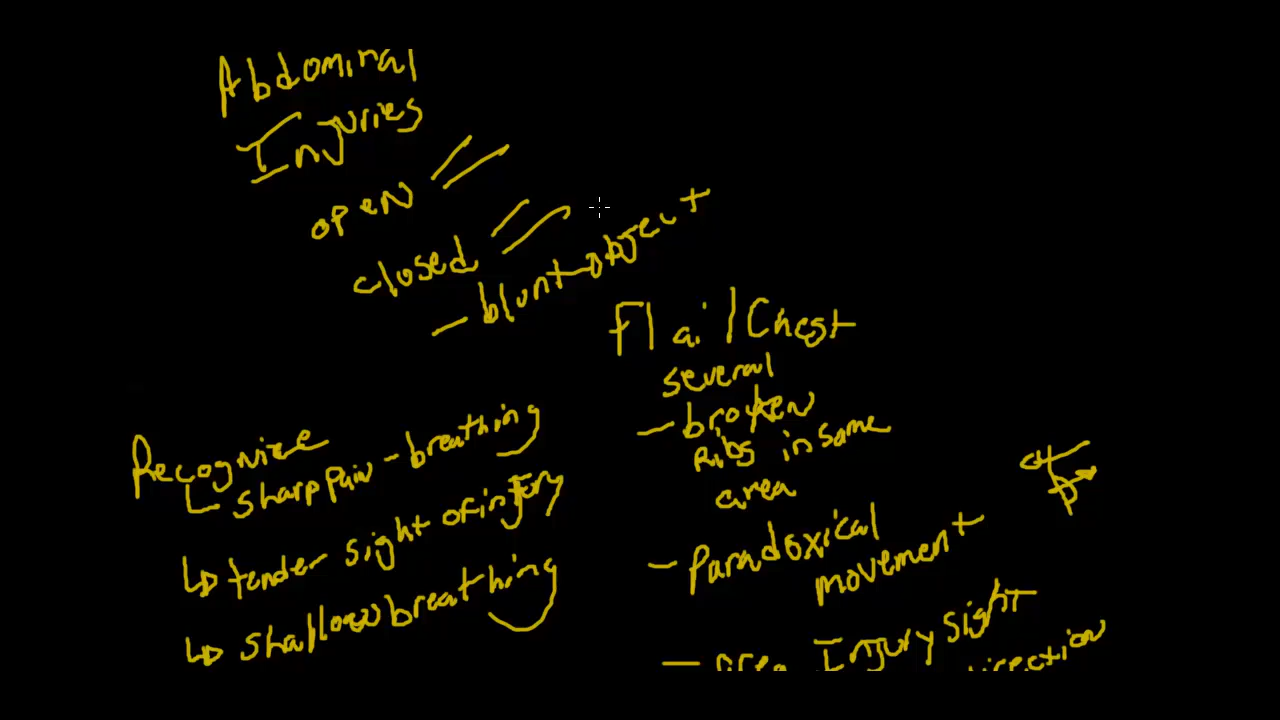 Abdominal
Injuries
open
closed
- blunt object
Flail Chest
several
- broken
Ribs in same
area
- Paradoxical
movement
- area Injury sight
direction
Recognize
sharp pain - breathing
tender sight of injury
shallow breathing